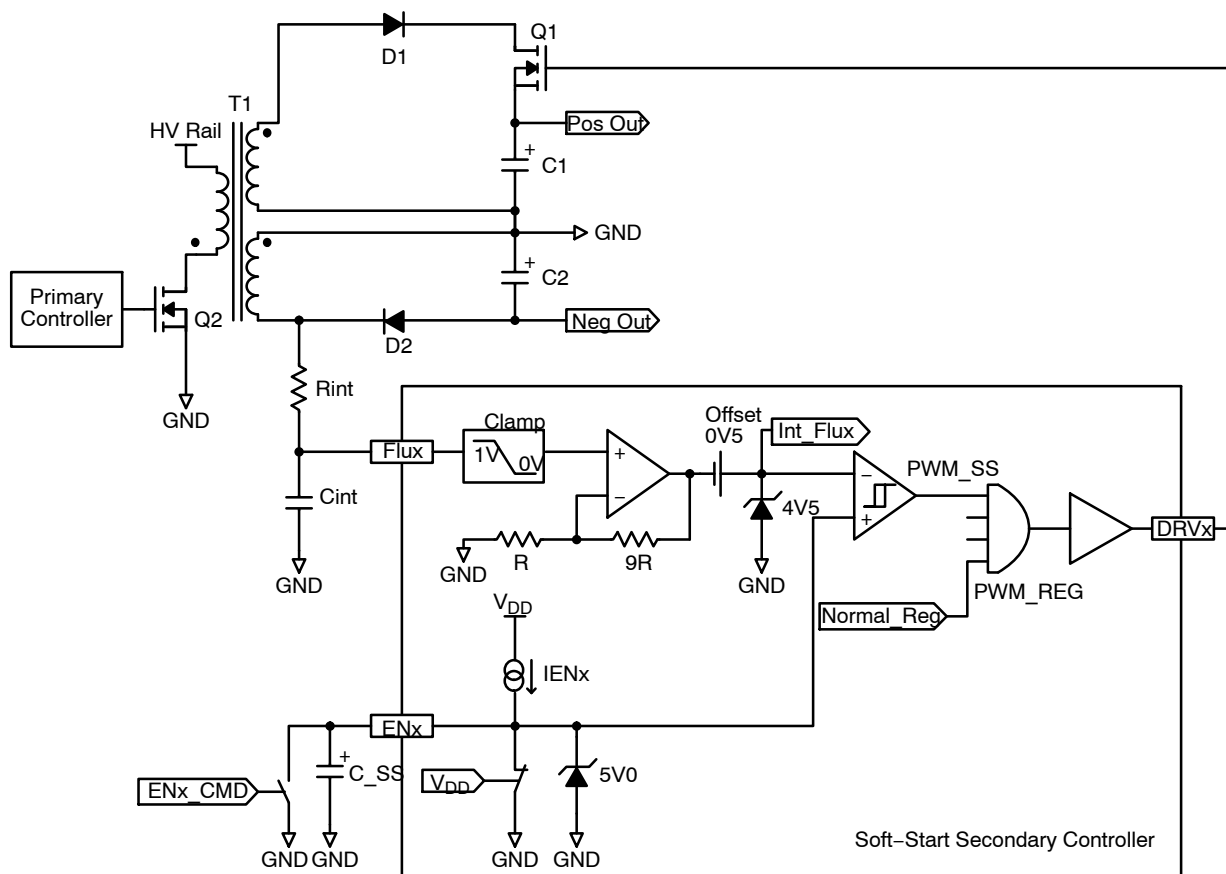 Q1
D1
T1
HV Rail
Pos Out
+
C1
GND
+
C2
Primary
Controller
Q2
D2
Neg Out
GND
Rint
Offset
0V5
Int_Flux
Clamp
Flux
1V
0V
+
−
−
+
PWM_SS
Cint
4V5
DRVx
GND
R
9R
GND
GND
PWM_REG
Normal_Reg
VDD
IENx
ENx
+
C_SS
ENx_CMD
VDD
5V0
GND
GND
GND
GND
Soft−Start Secondary Controller